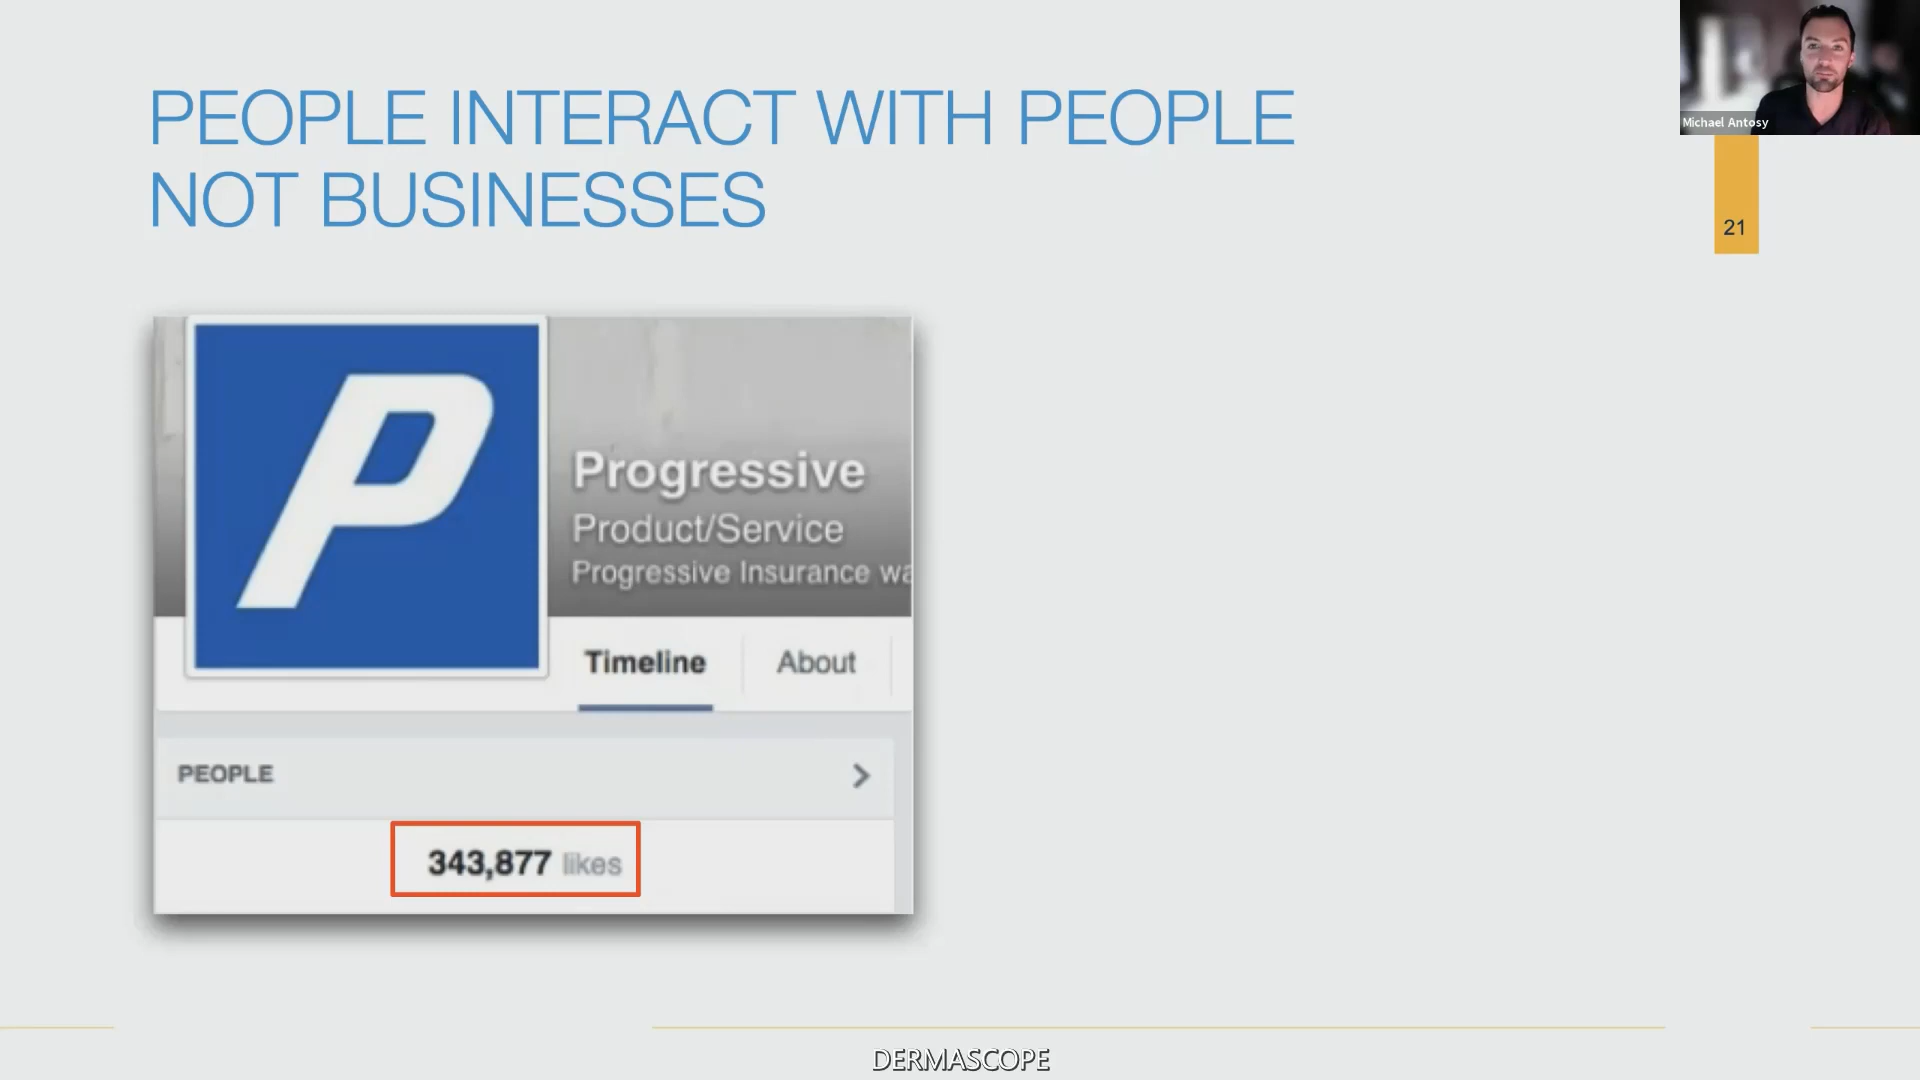 PEOPLE INTERACT WITH PEOPLE
NOT BUSINESSES
Michael Antosy
21
P
Progressive
Product/Service
Progressive Insurance wa
Timeline
About
PEOPLE
343,877 likes
DERMASCOPE